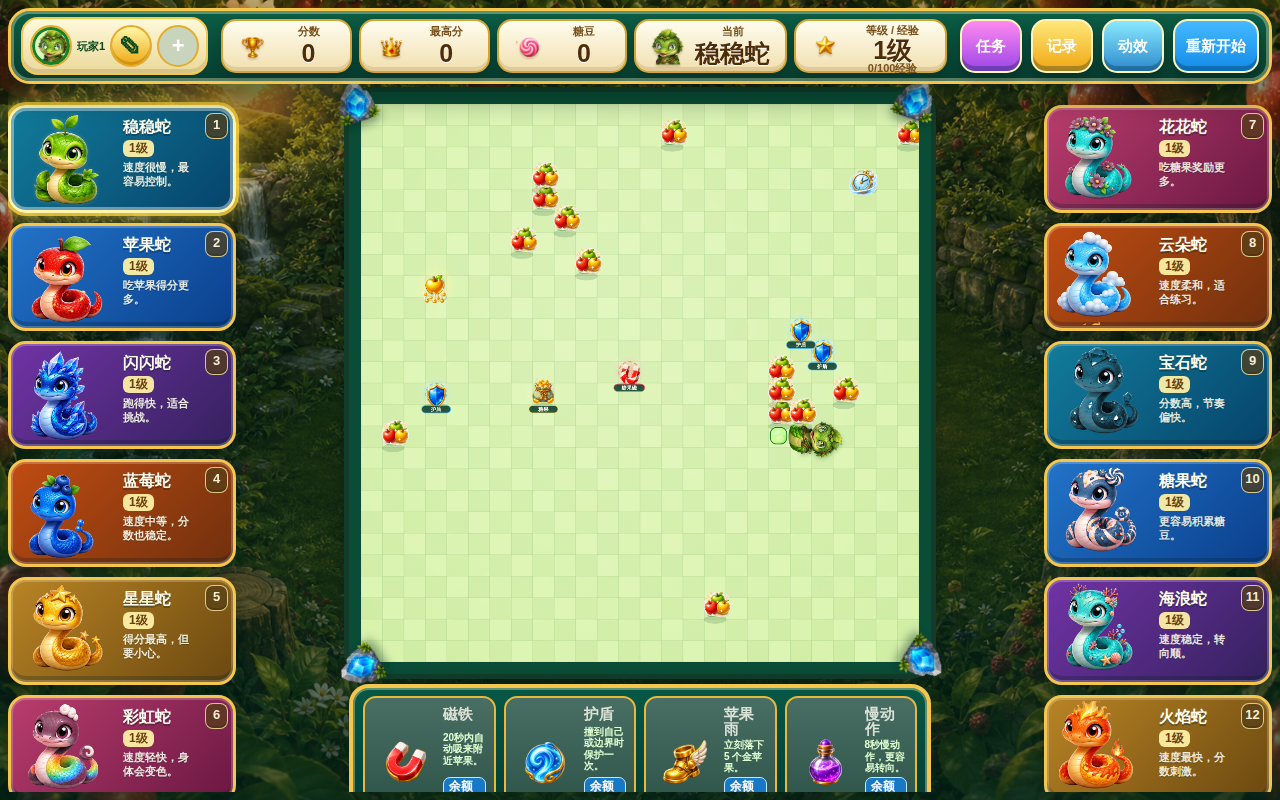 玩家1
+
分数
0
最高分
0
糖豆
0
当前
稳稳蛇
等级 / 经验
1级
0/100经验
任务
记录
动效
重新开始
稳稳蛇
1
1级
速度很慢，最
容易控制。
苹果蛇
2
1级
吃苹果得分更
多。
闪闪蛇
3
1级
跑得快，适合
挑战。
蓝莓蛇
4
1级
速度中等，分
数也稳定。
星星蛇
5
1级
得分最高，但
要小心。
彩虹蛇
6
1级
速度轻快，身
体会变色。
护盾
护盾
护盾
糖果
磁铁
20秒内自
动吸来附
近苹果。
余额
护盾
撞到自己
或边界时
保护一
次。
余额
苹果
雨
立刻落下
5 个金苹
果。
余额
慢动
作
8秒慢动
作，更容
易转向。
余额
花花蛇
7
1级
吃糖果奖励更
多。
云朵蛇
8
1级
速度柔和，适
合练习。
宝石蛇
9
1级
分数高，节奏
偏快。
糖果蛇
10
1级
更容易积累糖
豆。
海浪蛇
11
1级
速度稳定，转
向顺。
火焰蛇
12
1级
速度最快，分
数刺激。